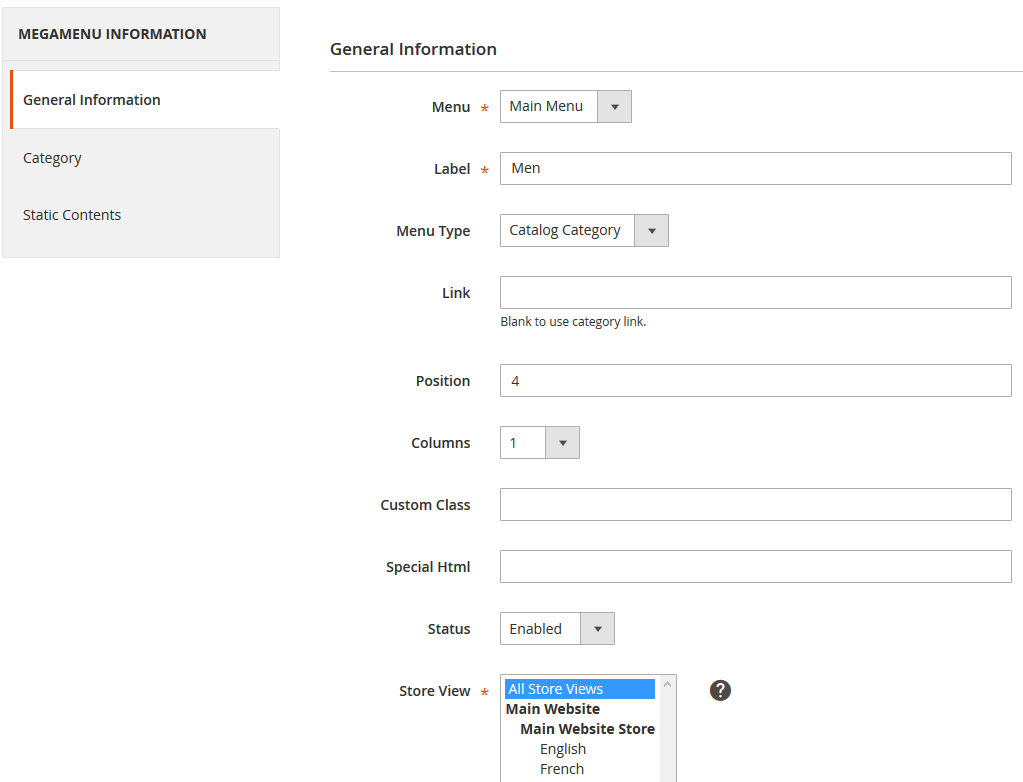 MEGAMENU INFORMATION
General Information
Category
Static Contents
General Information
Menu * Main Menu
Label * Men
Menu Type Catalog Category
Link
Blank to use category link.
Position 4
Columns 1
Custom Class
Special Html
Status Enabled
Store View * All Store Views ?
Main Website
Main Website Store
English
French